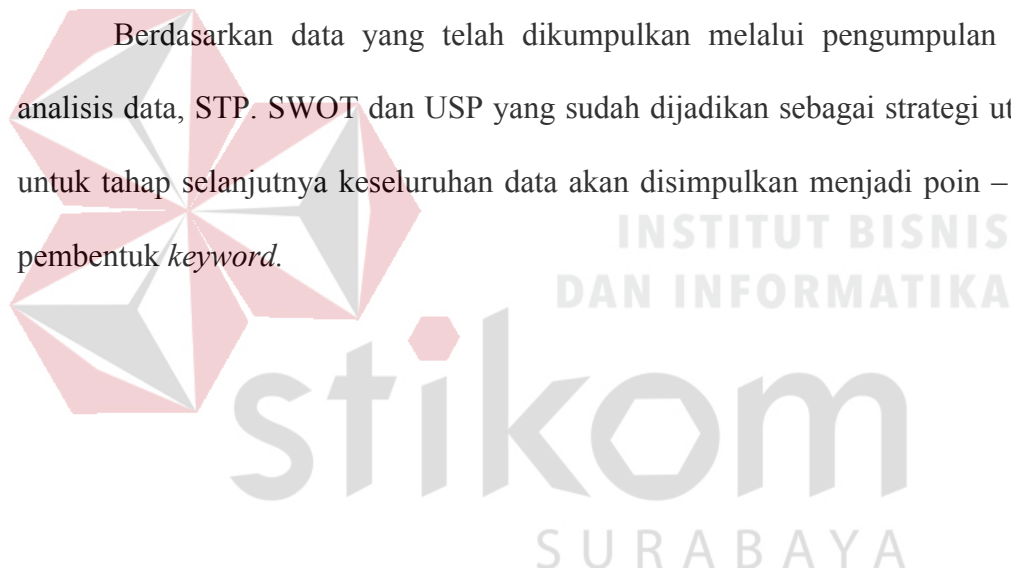 Berdasarkan data yang telah dikumpulkan melalui pengumpulan
analisis data, STP. SWOT dan USP yang sudah dijadikan sebagai strategi ut
untuk tahap selanjutnya keseluruhan data akan disimpulkan menjadi poin –
pembentuk keyword.
INSTITUT BISNIS
DAN INFORMATIKA
stikom
SURABAYA